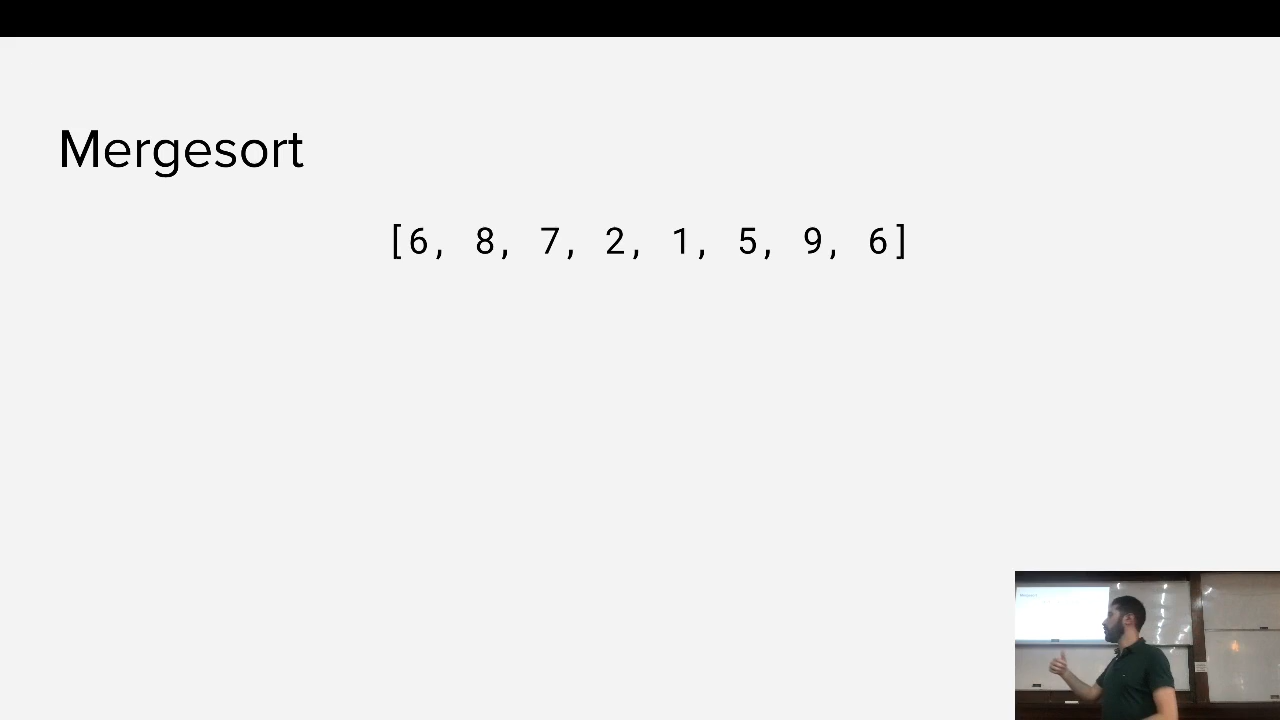 Mergesort
[6, 8, 7, 2, 1, 5, 9, 6]